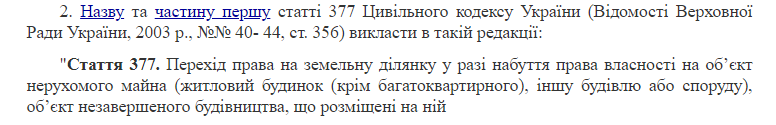 2. Назву та частину першу статті 377 Цивільного кодексу України (Відомості Верховної
Ради України, 2003 р., №№ 40- 44, ст. 356) викласти в такій редакції:
"Стаття 377. Перехід права на земельну ділянку у разі набуття права власності на об’єкт
нерухомого майна (житловий будинок (крім багатоквартирного), іншу будівлю або споруду),
об’єкт незавершеного будівництва, що розміщені на ній